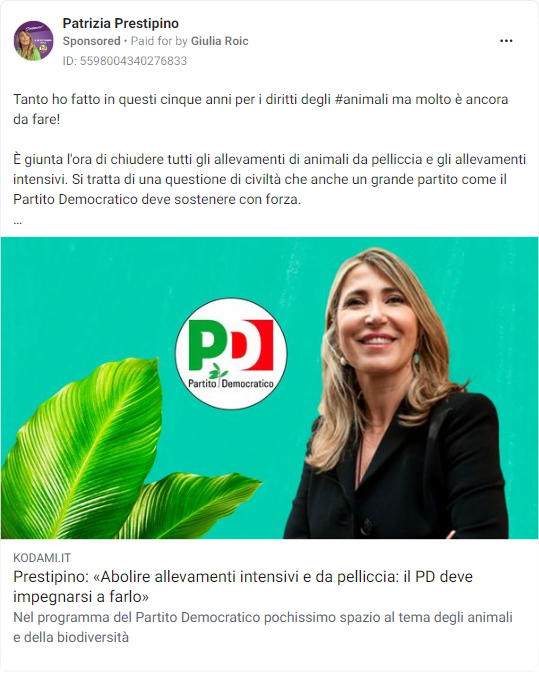 Patrizia Prestipino
Sponsored • Paid for by Giulia Roic
ID: 5598004340276833
Tanto ho fatto in questi cinque anni per i diritti degli #animali ma molto è ancora
da fare!
È giunta l'ora di chiudere tutti gli allevamenti di animali da pelliccia e gli allevamenti
intensivi. Si tratta di una questione di civiltà che anche un grande partito come il
Partito Democratico deve sostenere con forza.
...
PD
Partito Democratico
KODAMI.IT
Prestipino: «Abolire allevamenti intensivi e da pelliccia: il PD deve
impegnarsi a farlo»
Nel programma del Partito Democratico pochissimo spazio al tema degli animali
e della biodiversità